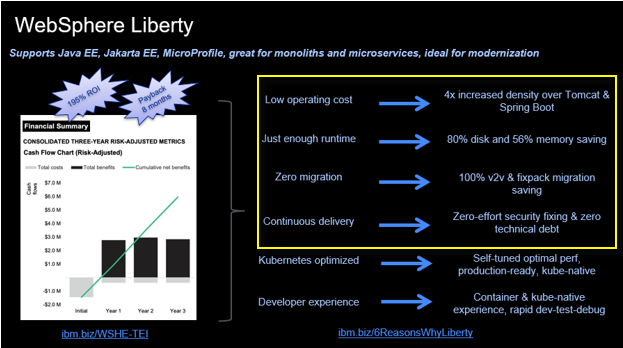 WebSphere Liberty
Supports Java EE, Jakarta EE, MicroProfile, great for monoliths and microservices, ideal for modernization
195% ROI
Payback
8 months
Financial Summary
CONSOLIDATED THREE-YEAR RISK-ADJUSTED METRICS
Cash Flow Chart (Risk-Adjusted)
Total costs
Total benefits
Cumulative net benefits
Cash
flows
$7.0 M
$6.0 M
$5.0 M
$4.0 M
$3.0 M
$2.0 M
$1.0 M
-$1.0 M
-$2.0 M
Initial
Year 1
Year 2
Year 3
ibm.biz/WSHE-TEI
Low operating cost
4x increased density over Tomcat &
Spring Boot
Just enough runtime
80% disk and 56% memory saving
Zero migration
100% v2v & fixpack migration
saving
Continuous delivery
Zero-effort security fixing & zero
technical debt
Kubernetes optimized
Self-tuned optimal perf,
production-ready, kube-native
Developer experience
Container & kube-native
experience, rapid dev-test-debug
ibm.biz/6ReasonsWhyLiberty